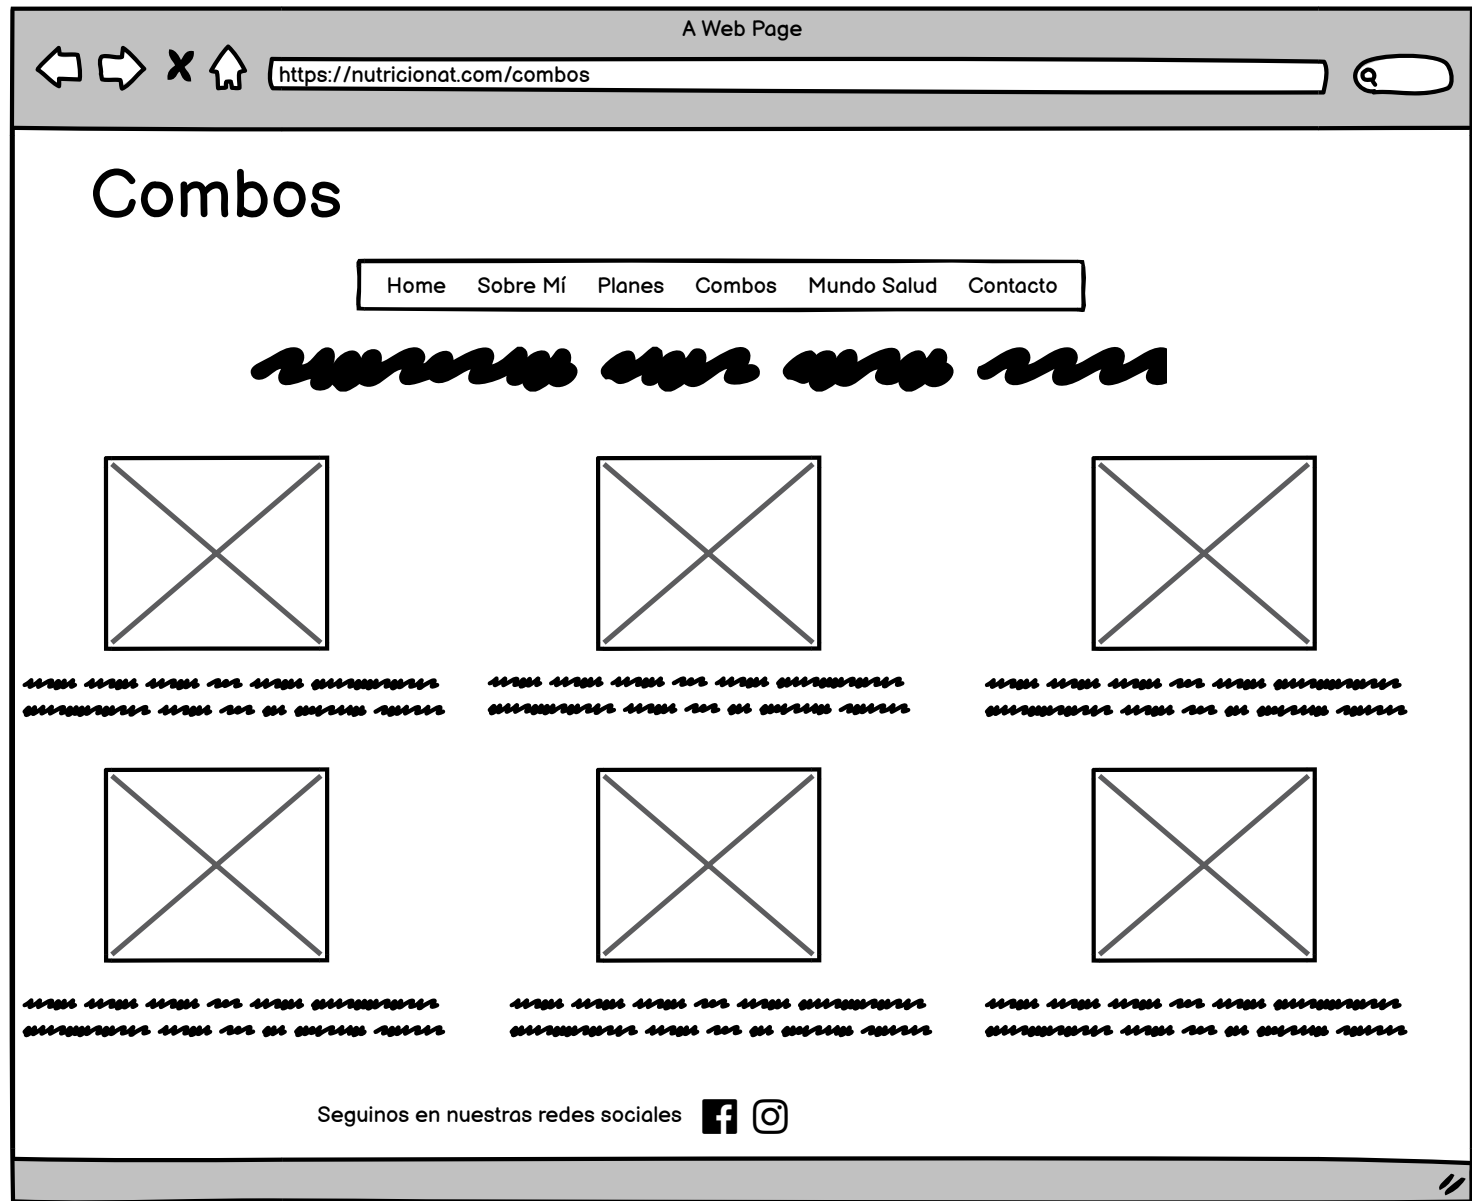 A Web Page
https://nutricionat.com/combos
Combos
Home Sobre Mí Planes Combos Mundo Salud Contacto
Seguinos en nuestras redes sociales